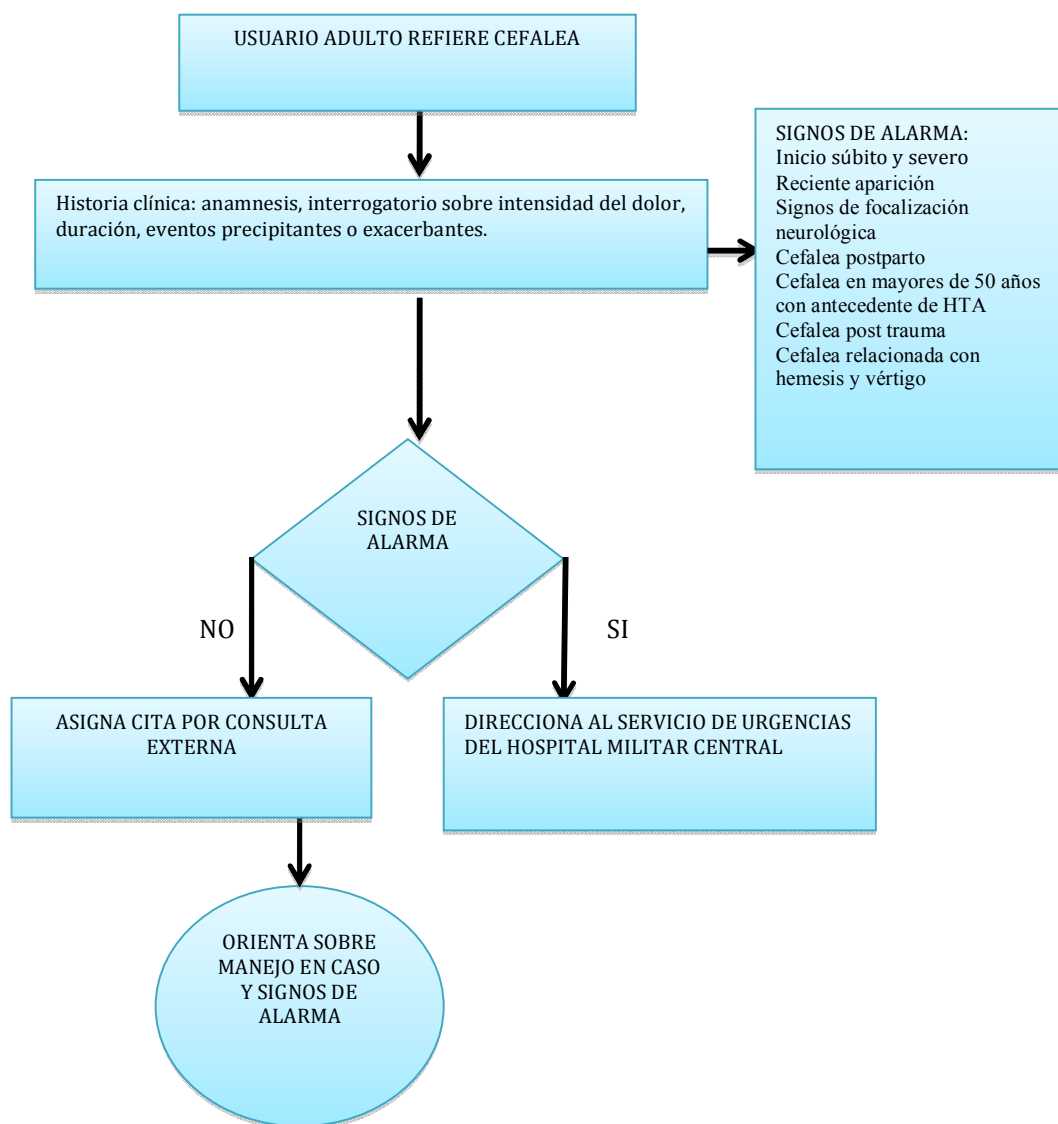 USUARIO ADULTO REFIERE CEFALEA
Historia clínica: anamnesis, interrogatorio sobre intensidad del dolor,
duración, eventos precipitantes o exacerbantes.
SIGNOS DE ALARMA:
Inicio súbito y severo
Reciente aparición
Signos de focalización
neurológica
Cefalea postparto
Cefalea en mayores de 50 años
con antecedente de HTA
Cefalea post trauma
Cefalea relacionada con
hemesis y vértigo
SIGNOS DE
ALARMA
NO
SI
ASIGNA CITA POR CONSULTA
EXTERNA
DIRECCIONA AL SERVICIO DE URGENCIAS
DEL HOSPITAL MILITAR CENTRAL
ORIENTA SOBRE
MANEJO EN CASO
Y SIGNOS DE
ALARMA